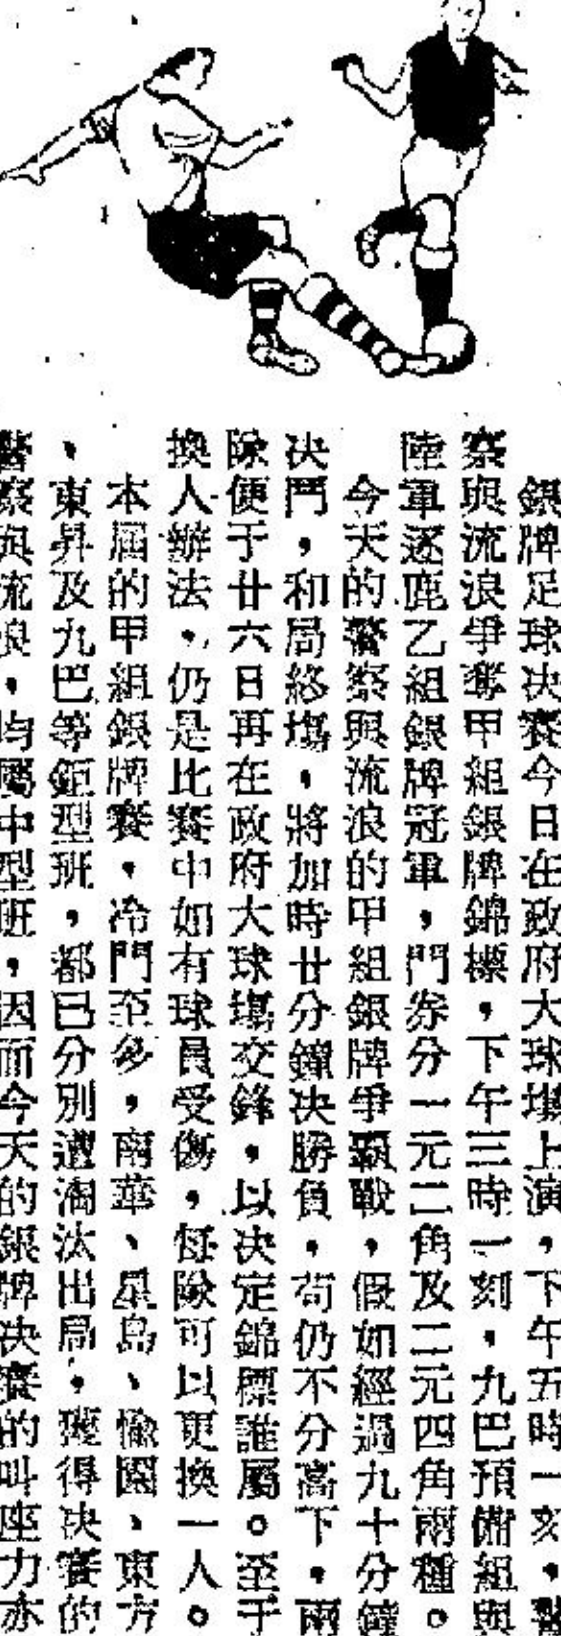 銀牌足球決賽今日在政府大球塲上演，下午五時一刻，警
察與流浪爭奪甲組銀牌錦標，下午三時一刻，九巴預備組與
陸軍逐鹿乙組銀牌冠軍，門券分一元二角及二元四角兩種。
今天的警察與流浪的甲組銀牌爭霸戰，假如經過九十分鐘
决鬥，和局終塲，將加時廿分鐘决勝負，苟仍不分高下，兩
隊便于廿六日再在政府大球塲交鋒，以決定錦標誰屬。至于
換人辦法，仍是比賽中如有球員受傷，每隊可以更換一人。
本屆的甲組銀牌賽，冷門至多，南華、星島、愉園、東方
、東昇及九巴等鉅型班，都已分別遭淘汰出局，獲得決賽的
警察與流浪，均屬中型班，因而今天的銀牌决賽的叫座力亦